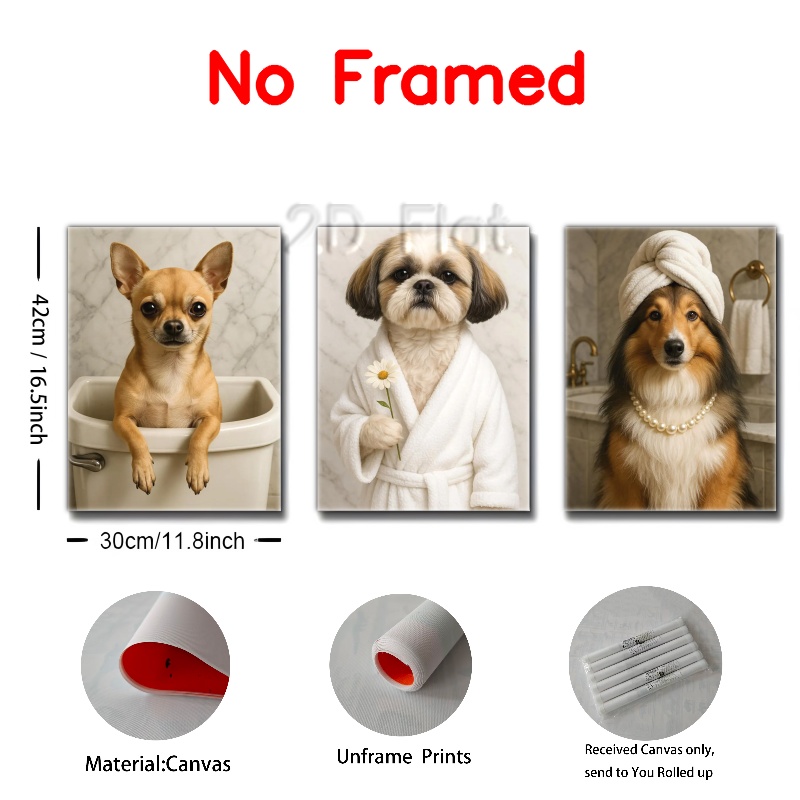 No Framed
2D Flat
42cm / 16.5inch
30cm/11.8inch
Material:Canvas
Unframe Prints
Received Canvas only,
send to You Rolled up